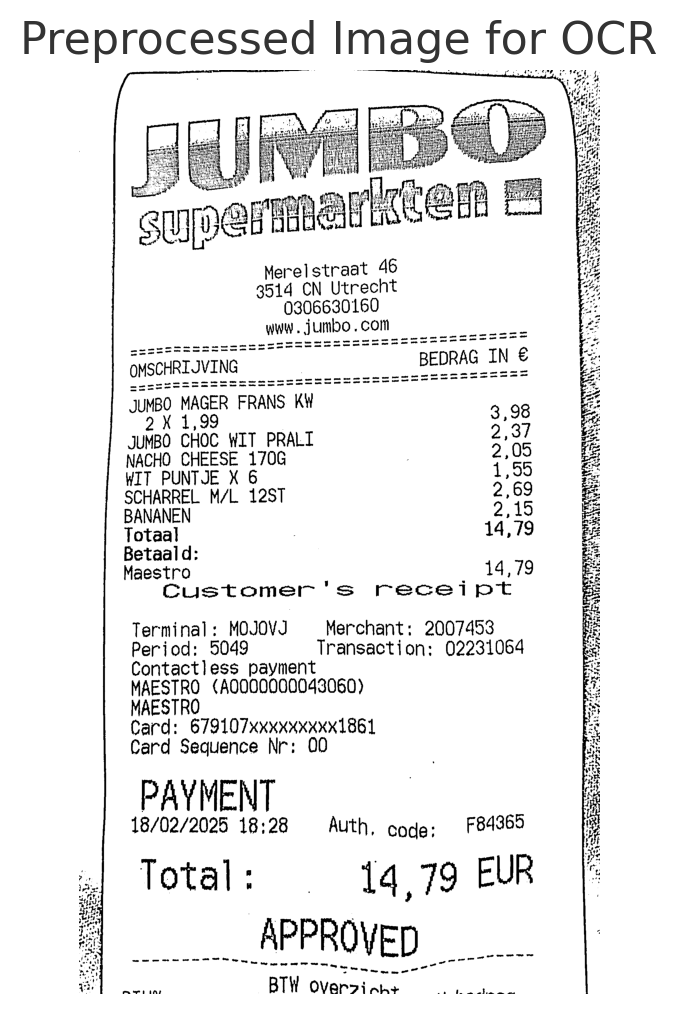 Preprocessed Image for OCR
JUMBO
supermarkten
Merelstraat 46
3514 CN Utrecht
0306630160
www.jumbo.com
================================================
OMSCHRIJVING BEDRAG IN €
================================================
JUMBO MAGER FRANS KW
2 X 1,99 3,98
JUMBO CHOC WIT PRALI 2,37
NACHO CHEESE 170G 2,05
WIT PUNTJE X 6 1,55
SCHARREL M/L 12ST 2,69
BANANEN 2,15
Totaal 14,79
Betaald:
Maestro 14,79
Customer's receipt
Terminal: MOJOVJ Merchant: 2007453
Period: 5049 Transaction: 02231064
Contactless payment
MAESTRO (A0000000043060)
MAESTRO
Card: 679107xxxxxxxxx1861
Card Sequence Nr: 00
PAYMENT
18/02/2025 18:28 Auth. code: F84365
Total: 14,79 EUR
APPROVED
BTW overzicht